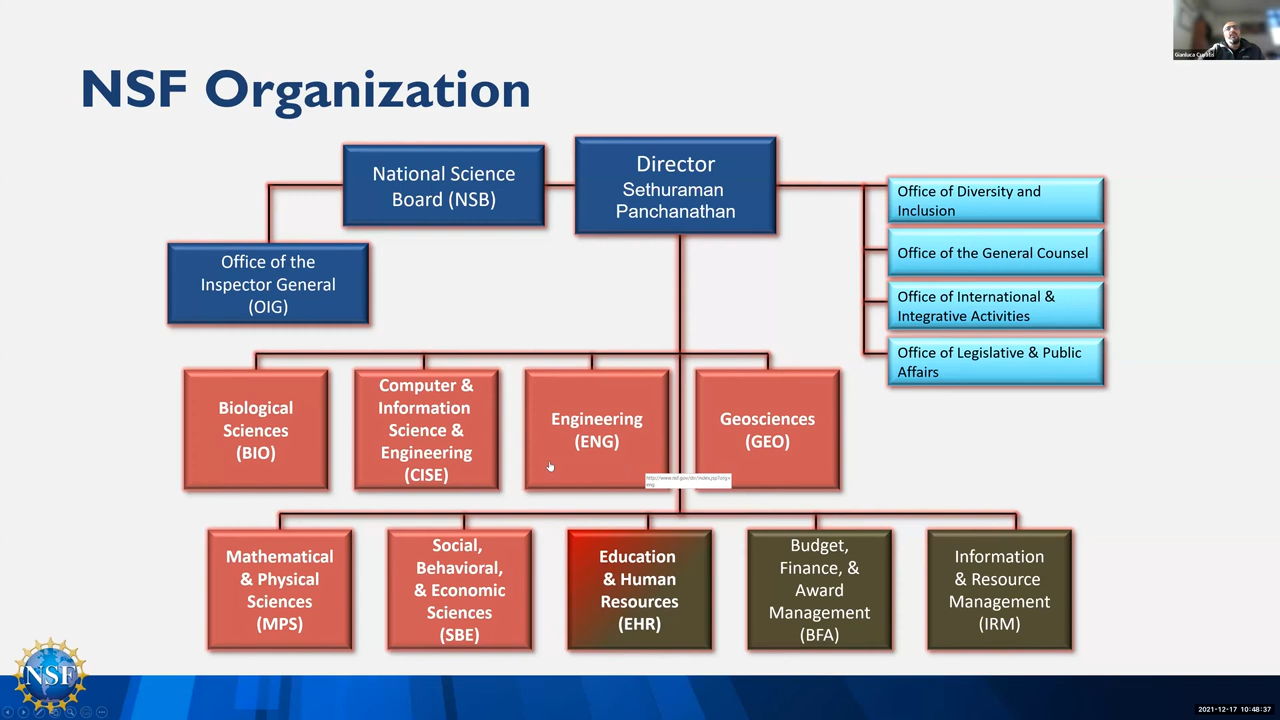 NSF Organization
National Science
Board (NSB)
Director
Sethuraman
Panchanathan
Office of the
Inspector General
(OIG)
Office of Diversity and
Inclusion
Office of the General Counsel
Office of International &
Integrative Activities
Office of Legislative & Public
Affairs
Biological
Sciences
(BIO)
Computer &
Information
Science &
Engineering
(CISE)
Engineering
(ENG)
Geosciences
(GEO)
Mathematical
& Physical
Sciences
(MPS)
Social,
Behavioral,
& Economic
Sciences
(SBE)
Education
& Human
Resources
(EHR)
Budget,
Finance, &
Award
Management
(BFA)
Information
& Resource
Management
(IRM)
NSF
Gianluca
2021-12-17 10:48:37